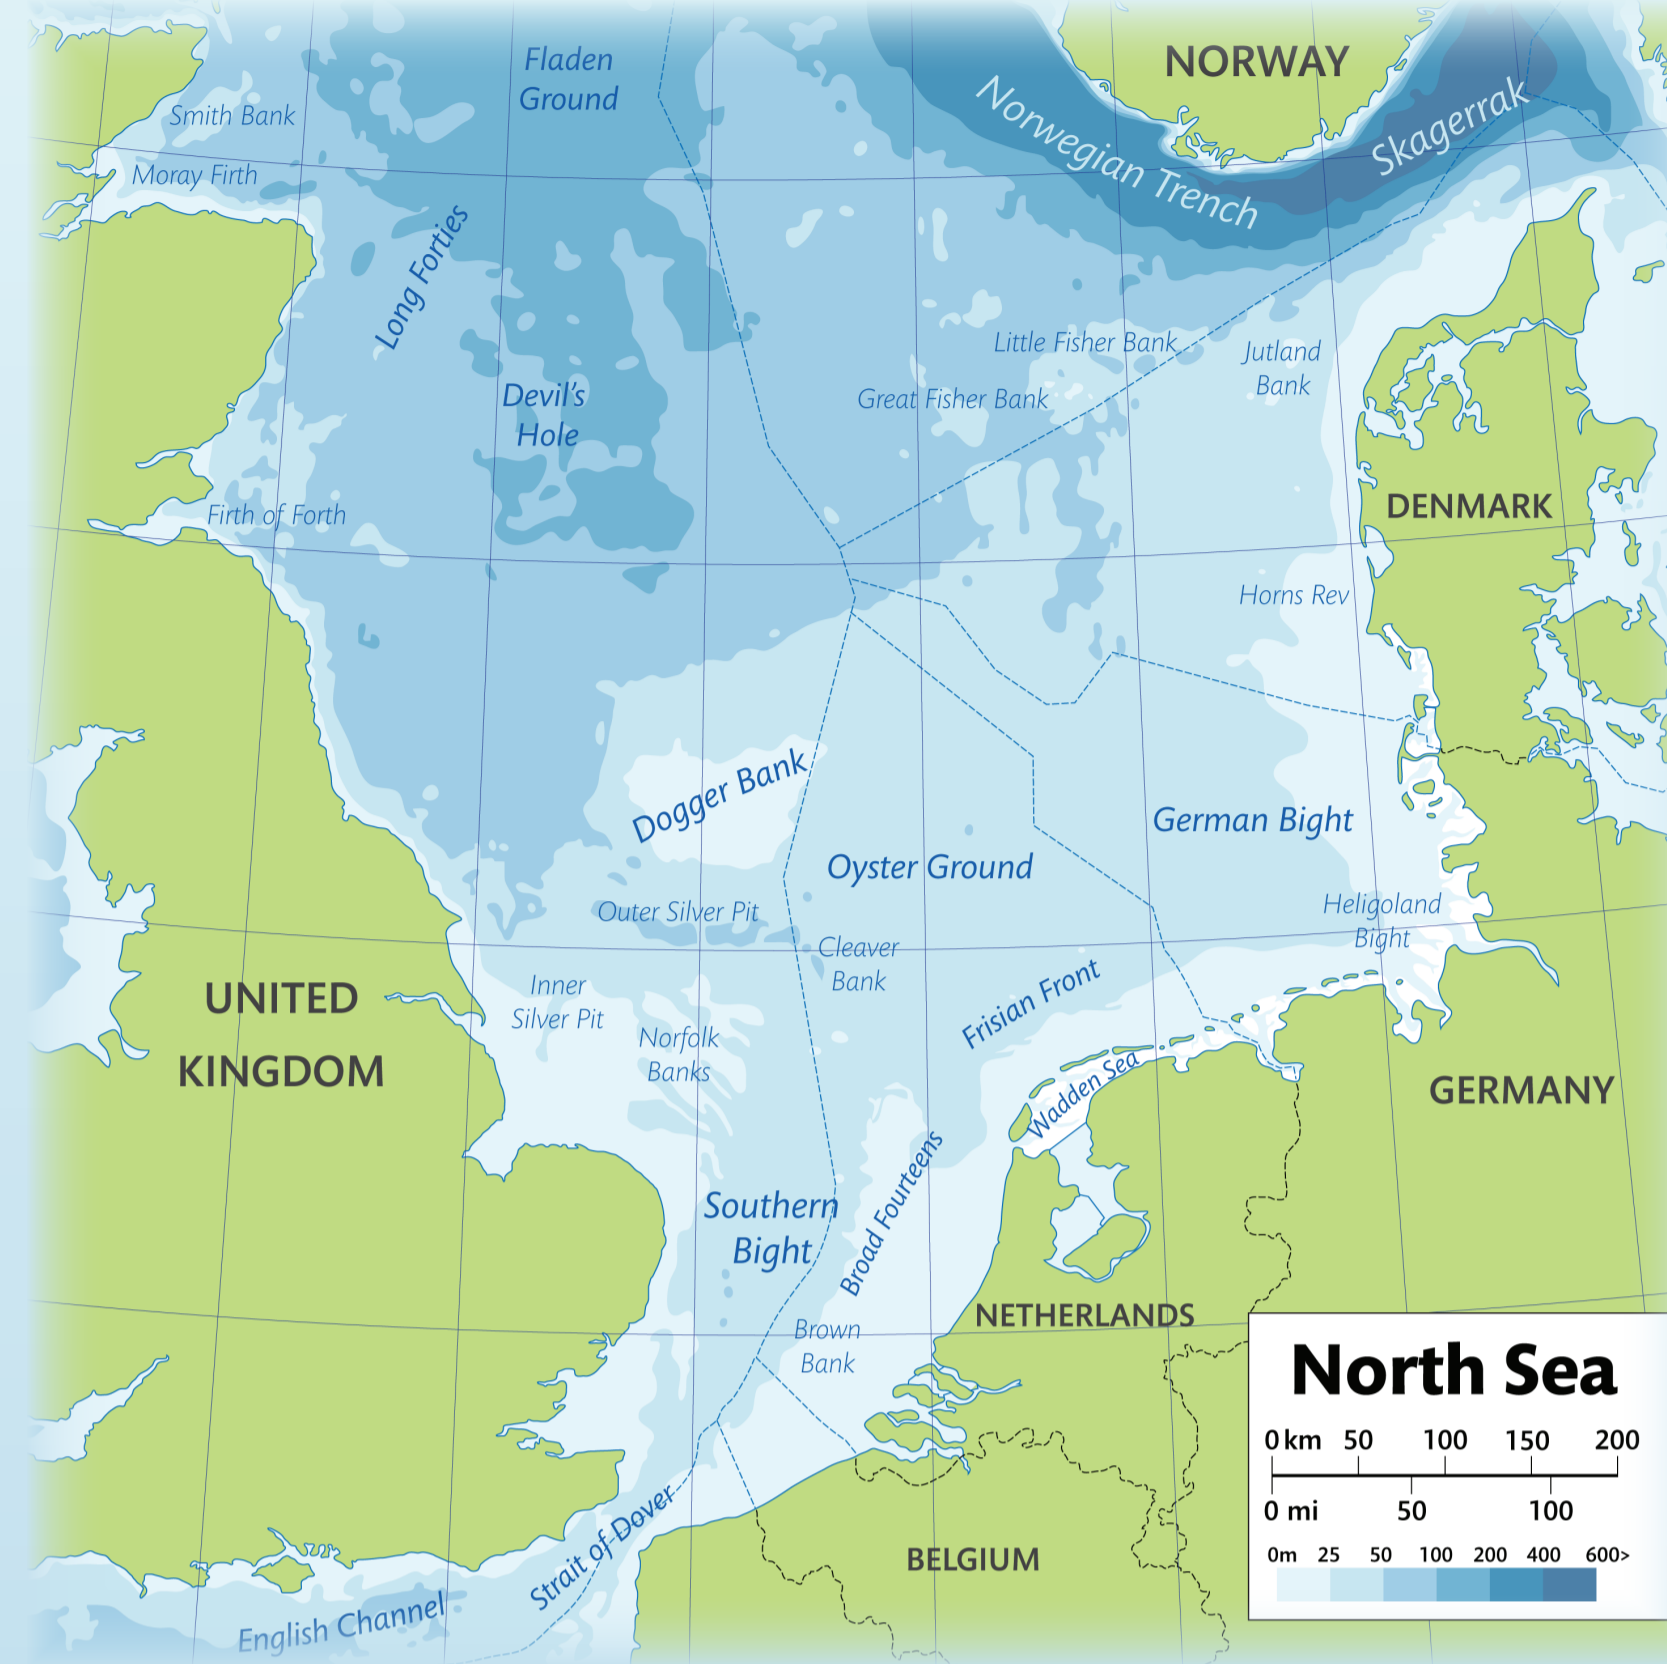 Fladen
Ground
NORWAY
Smith Bank
Moray Firth
Norwegian Trench
Skagerrak
Long Forties
Little Fisher Bank
Jutland
Bank
Devil's
Hole
Great Fisher Bank
Firth of Forth
DENMARK
Horns Rev
Dogger Bank
German Bight
Oyster Ground
Outer Silver Pit
Heligoland
Bight
Cleaver
Bank
UNITED
KINGDOM
Inner
Silver Pit
Norfolk
Banks
Frisian Front
Wadden Sea
GERMANY
Southern
Bight
Broad Fourteens
NETHERLANDS
Brown
Bank
Strait of Dover
BELGIUM
English Channel
North Sea
0 km 50 100 150 200
0 mi 50 100
0m 25 50 100 200 400 600>